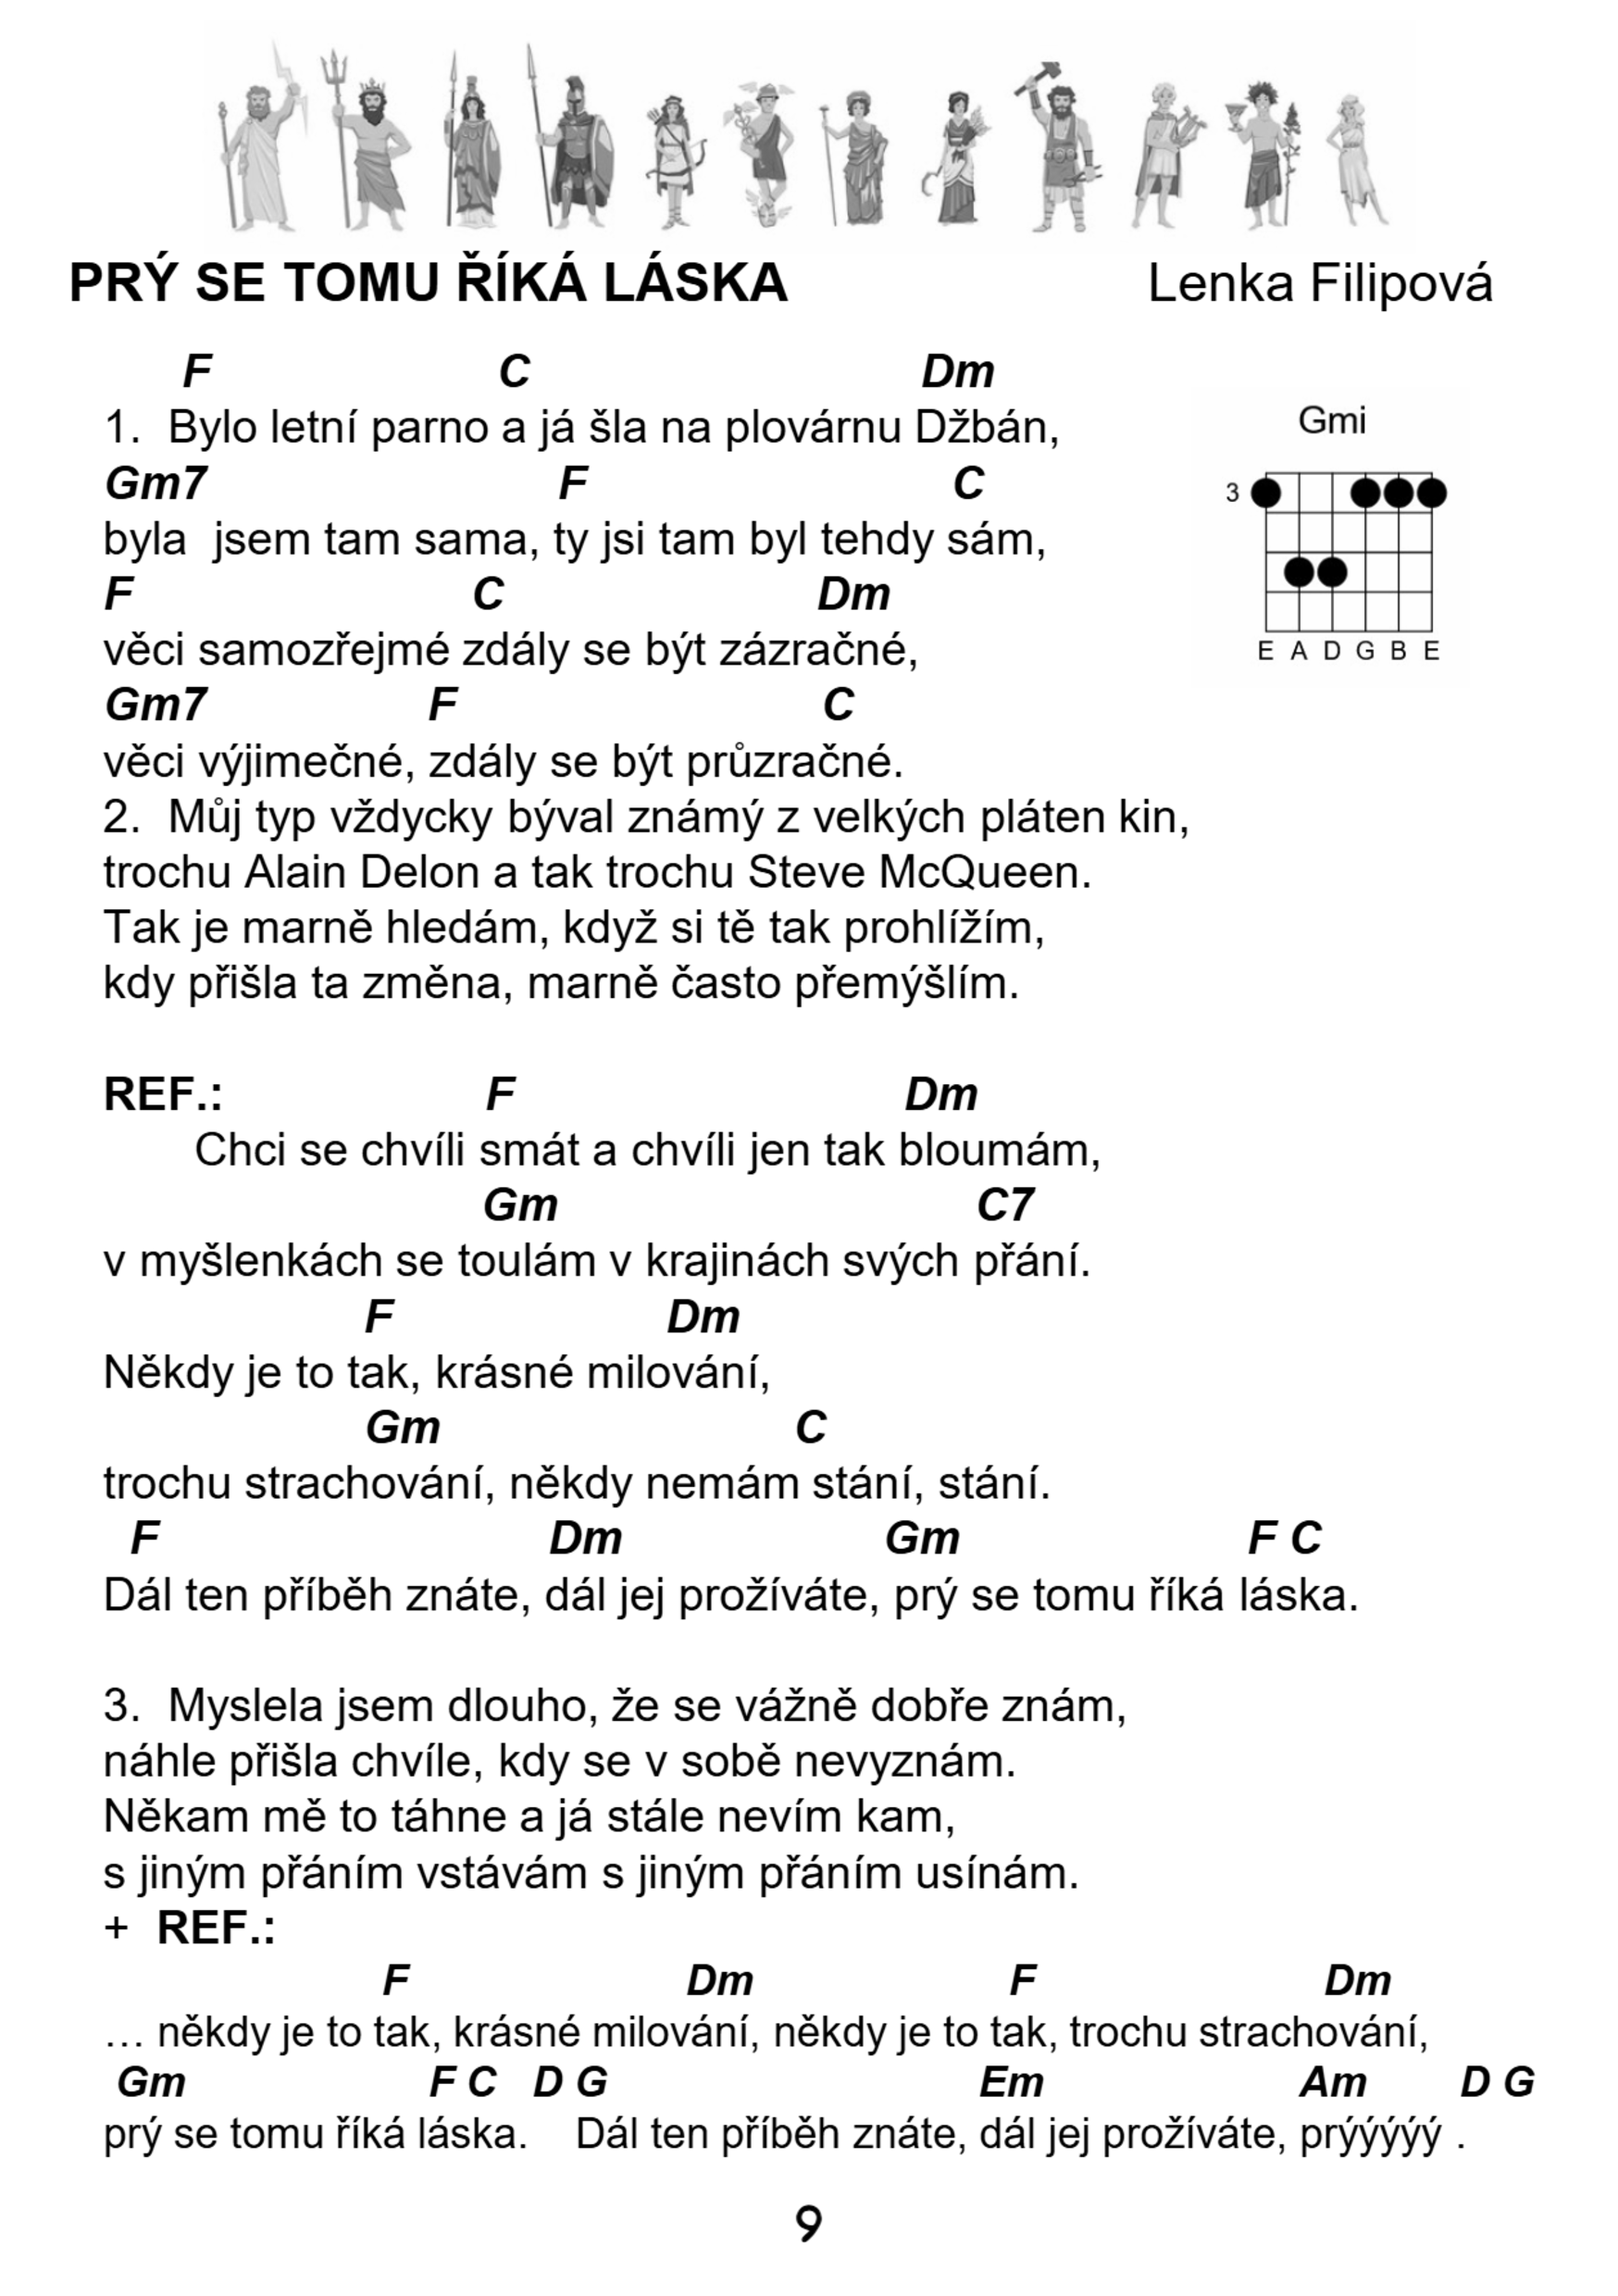 PRÝ SE TOMU ŘÍKÁ LÁSKA Lenka Filipová
F C Dm
1. Bylo letní parno a já šla na plovárnu Džbán,
Gmi
Gm7 F C
3
byla jsem tam sama, ty jsi tam byl tehdy sám,
F C Dm
věci samozřejmé zdály se být zázračné,
E A D G B E
Gm7 F C
věci výjimečné, zdály se být průzračné.
2. Můj typ vždycky býval známý z velkých pláten kin,
trochu Alain Delon a tak trochu Steve McQueen.
Tak je marně hledám, když si tě tak prohlížím,
kdy přišla ta změna, marně často přemýšlím.
REF.: F Dm
Chci se chvíli smát a chvíli jen tak bloumám,
Gm C7
v myšlenkách se toulám v krajinách svých přání.
F Dm
Někdy je to tak, krásné milování,
Gm C
trochu strachování, někdy nemám stání, stání.
F Dm Gm F C
Dál ten příběh znáte, dál jej prožíváte, prý se tomu říká láska.
3. Myslela jsem dlouho, že se vážně dobře znám,
náhle přišla chvíle, kdy se v sobě nevyznám.
Někam mě to táhne a já stále nevím kam,
s jiným přáním vstávám s jiným přáním usínám.
+ REF.:
F Dm F Dm
… někdy je to tak, krásné milování, někdy je to tak, trochu strachování,
Gm F C D G Em Am D G
prý se tomu říká láska. Dál ten příběh znáte, dál jej prožíváte, prýýýýý .
9